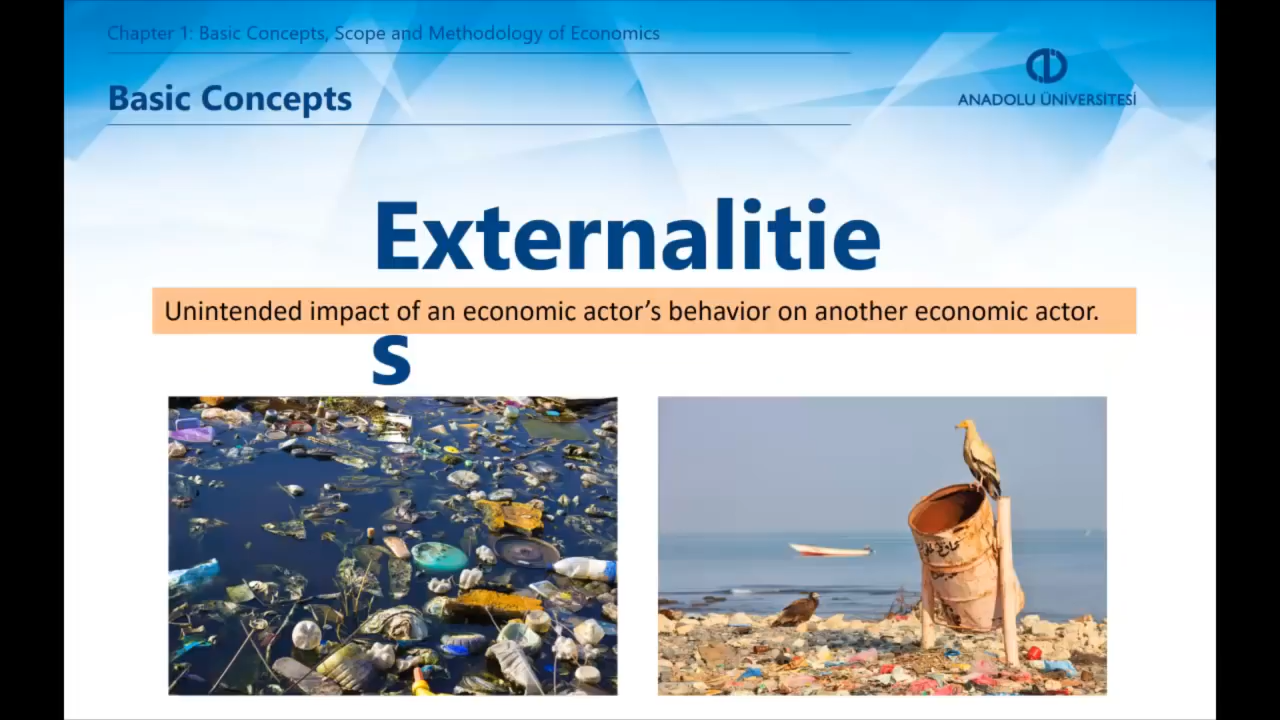 Chapter 1: Basic Concepts, Scope and Methodology of Economics
Basic Concepts
ANADOLU ÜNİVERSİTESİ
Externalitie
Unintended impact of an economic actor’s behavior on another economic actor.
s